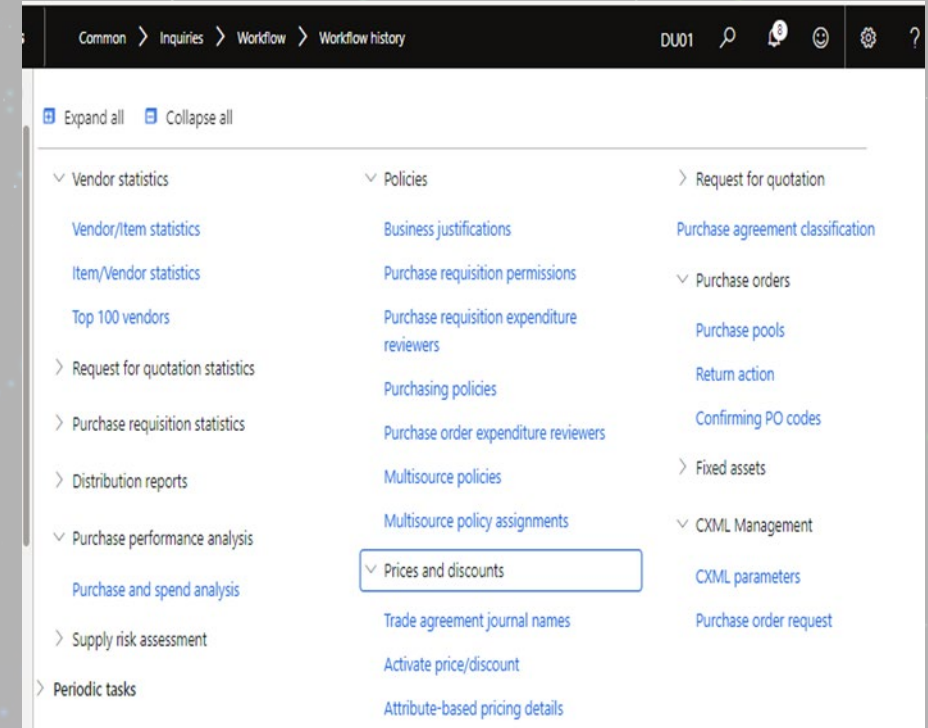 s
Common > Inquiries > Workflow > Workflow history
DU01
8
?
Expand all
Collapse all
Vendor statistics
Vendor/Item statistics
Item/Vendor statistics
Top 100 vendors
Request for quotation statistics
Purchase requisition statistics
Distribution reports
Purchase performance analysis
Purchase and spend analysis
Supply risk assessment
Periodic tasks
Policies
Business justifications
Purchase requisition permissions
Purchase requisition expenditure
reviewers
Purchasing policies
Purchase order expenditure reviewers
Multisource policies
Multisource policy assignments
Prices and discounts
Trade agreement journal names
Activate price/discount
Attribute-based pricing details
Request for quotation
Purchase agreement classification
Purchase orders
Purchase pools
Return action
Confirming PO codes
Fixed assets
CXML Management
CXML parameters
Purchase order request